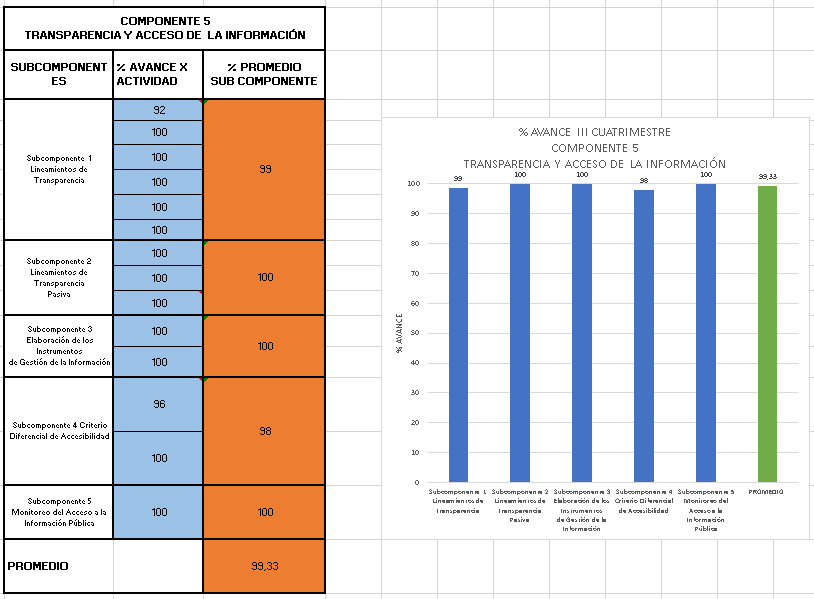 COMPONENTE 5
TRANSPARENCIA Y ACCESO DE LA INFORMACIÓN
SUBCOMPONENT
ES
% AVANCE X
ACTIVIDAD
% PROMEDIO
SUB COMPONENTE
Subcomponente 1
Lineamientos de
Transparencia
92
100
100
100
100
100
99
Subcomponente 2
Lineamientos de
Transparencia
Pasiva
100
100
100
100
Subcomponente 3
Elaboración de los
Instrumentos
de Gestión de la Información
100
100
100
Subcomponente 4 Criterio
Diferencial de Accesibilidad
96
100
98
Subcomponente 5
Monitoreo del Acceso a la
Información Pública
100
100
PROMEDIO
99,33
% AVANCE III CUATRIMESTRE
COMPONENTE 5
TRANSPARENCIA Y ACCESO DE LA INFORMACIÓN
99
100
100
98
100
99,33
100
90
80
70
60
50
40
30
20
10
0
% AVANCE
Subcomponente 1
Lineamientos de
Transparencia
Subcomponente 2
Lineamientos de
Transparencia
Pasiva
Subcomponente 3
Elaboración de los
Instrumentos
de Gestión de la
Información
Subcomponente 4
Criterio Diferencial
de Accesibilidad
Subcomponente 5
Monitoreo del
Acceso a la
Información
Pública
PROMEDIO